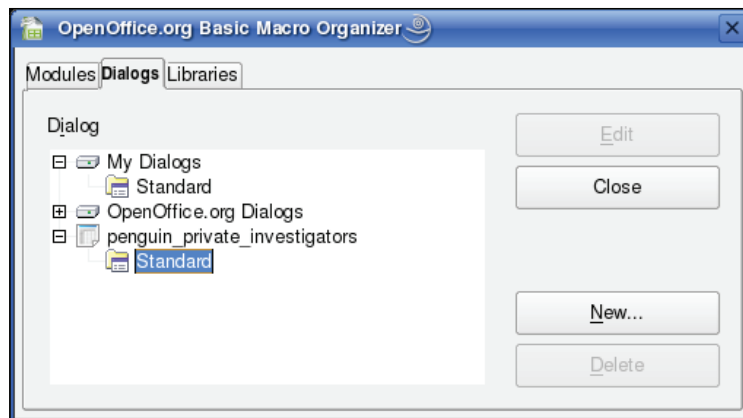 OpenOffice.org Basic Macro Organizer
Modules Dialogs Libraries
Dialog
My Dialogs
Standard
OpenOffice.org Dialogs
penguin_private_investigators
Standard
Edit
Close
New...
Delete